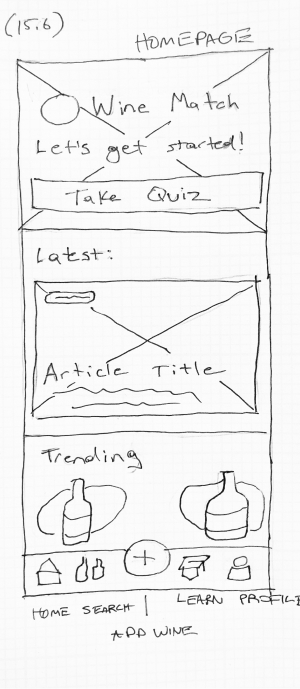 (15.6)
HOMEPAGE
Wine Match
Let's get started!
Take Quiz
Latest:
Article Title
Trending
+
HOME SEARCH | LEARN PROFILE
ADD WINE